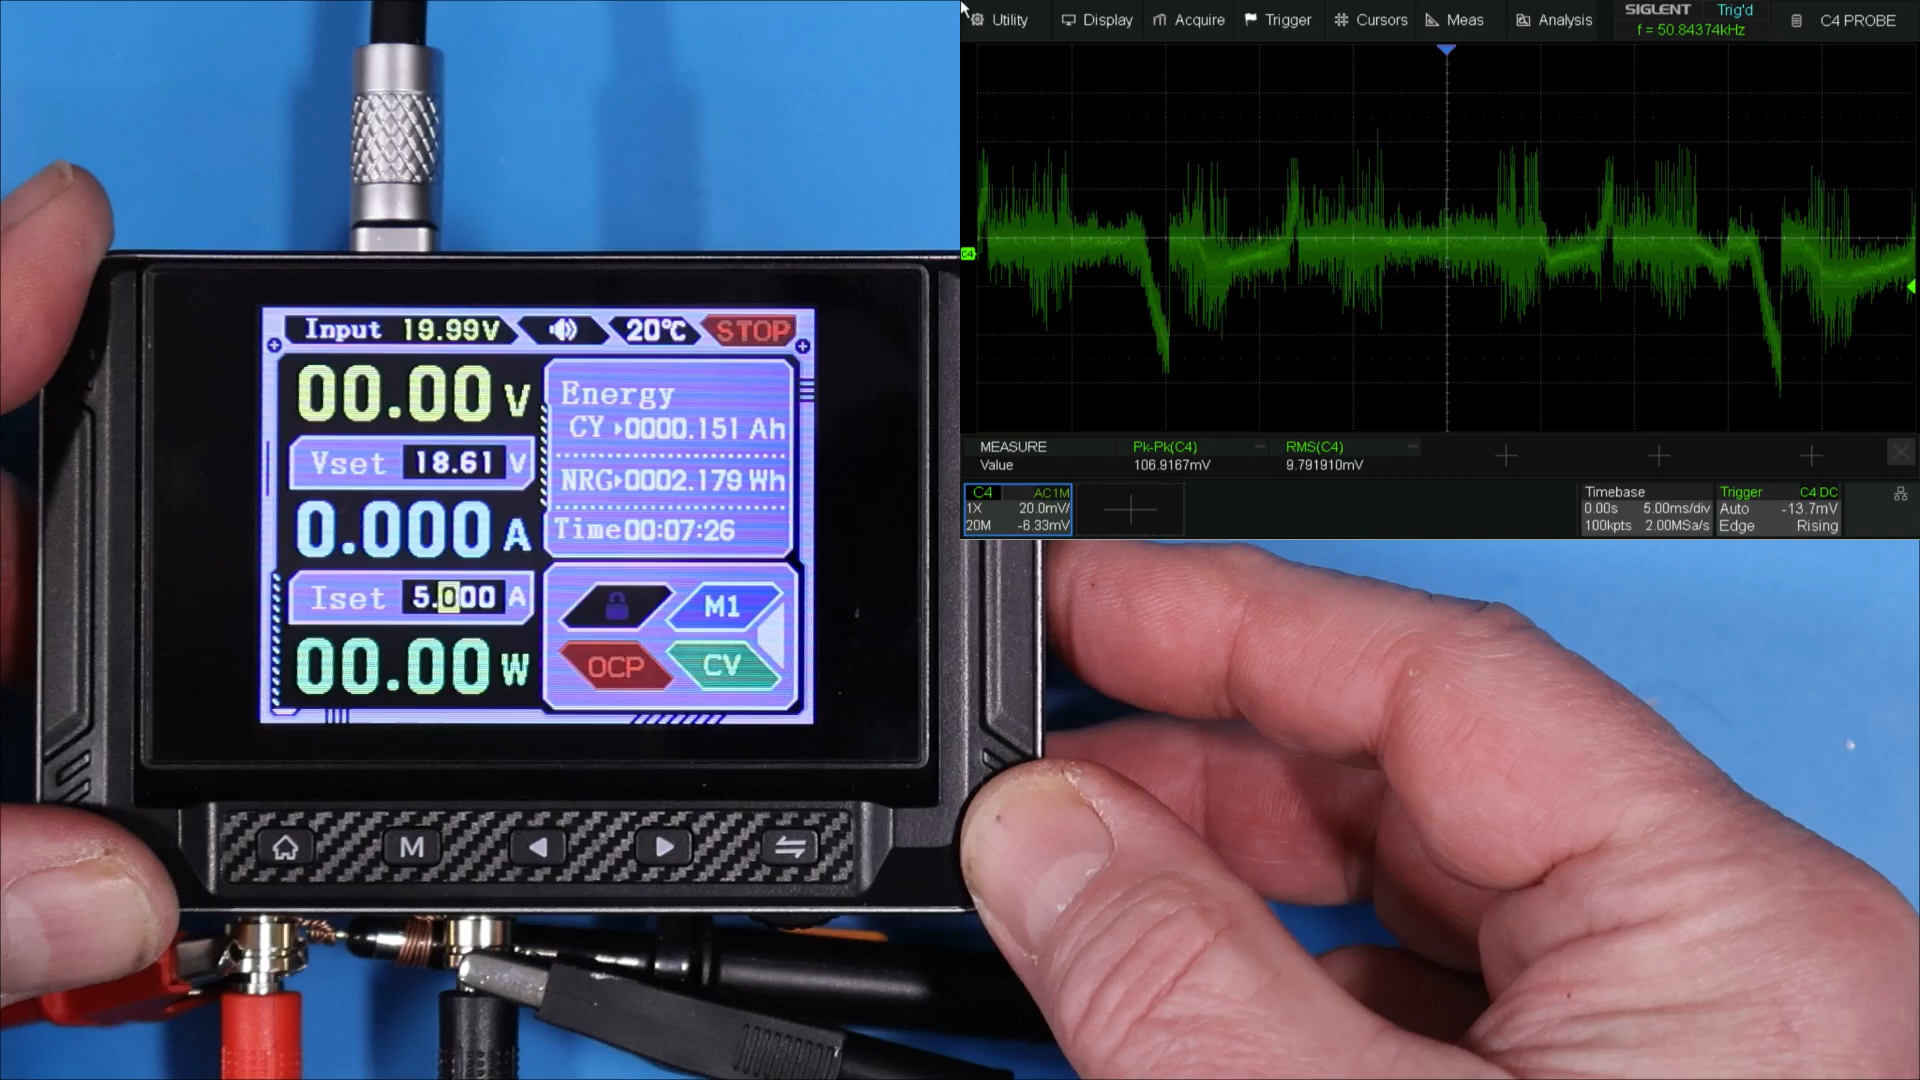 Input 19.99V 20℃ STOP
00.00 V
Vset 18.61 V
0.000 A
Iset 5.000 A
00.00 W
Energy
CY 0000.151 Ah
NRG 0002.179 Wh
Time 00:07:26
M1
OCP CV
M
Utility Display Acquire Trigger Cursors Meas Analysis SIGLENT Trig'd C4 PROBE
f = 50.84374kHz
C4
MEASURE Pk-Pk(C4) RMS(C4)
Value 106.9167mV 9.791910mV
C4 AC1M
1X 20.0mV/
20M -6.33mV
Timebase
0.00s 5.00ms/div
100kpts 2.00MSa/s
Trigger C4 DC
Auto -13.7mV
Edge Rising